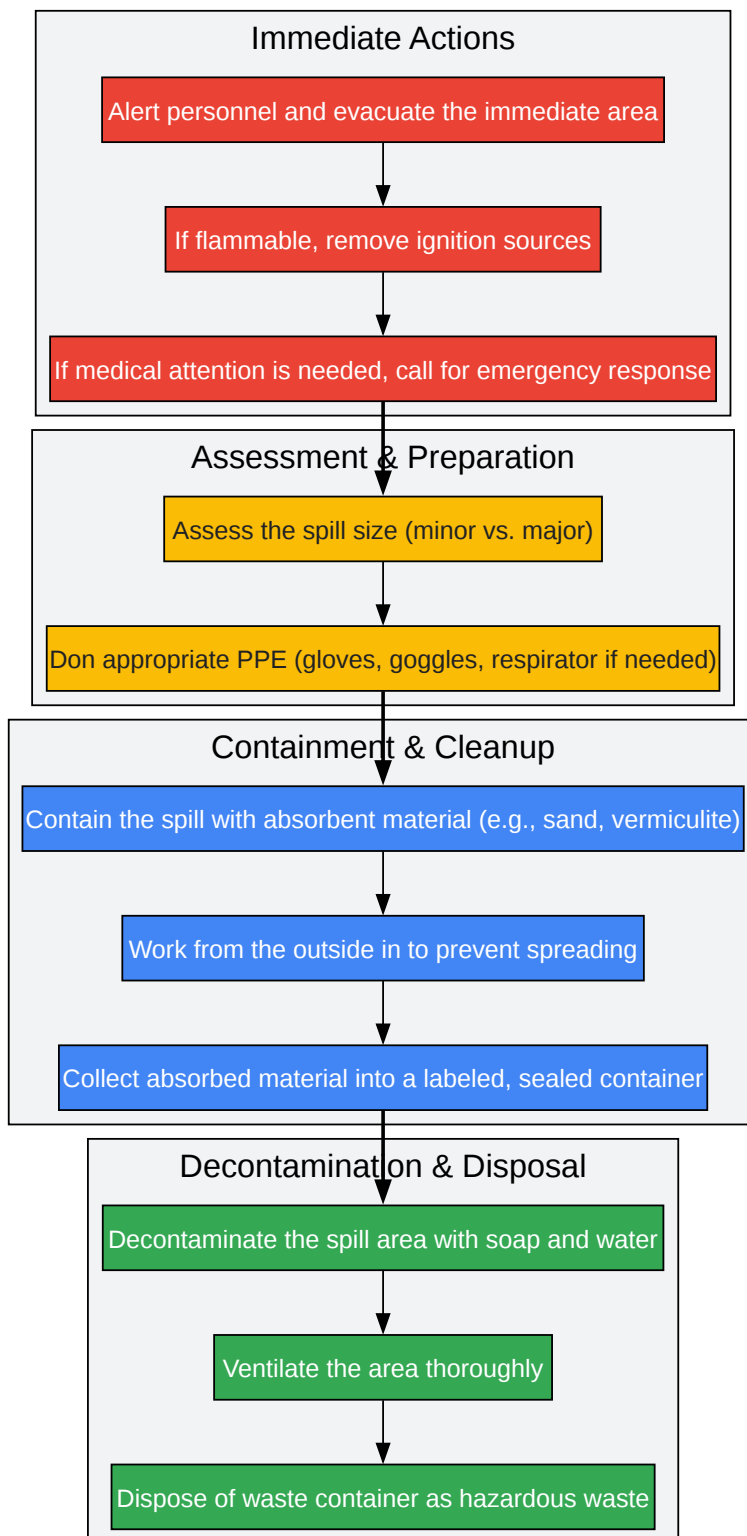 Immediate Actions
Alert personnel and evacuate the immediate area
If flammable, remove ignition sources
If medical attention is needed, call for emergency response
Assessment & Preparation
Assess the spill size (minor vs. major)
Don appropriate PPE (gloves, goggles, respirator if needed)
Containment & Cleanup
Contain the spill with absorbent material (e.g., sand, vermiculite)
Work from the outside in to prevent spreading
Collect absorbed material into a labeled, sealed container
Decontamination & Disposal
Decontaminate the spill area with soap and water
Ventilate the area thoroughly
Dispose of waste container as hazardous waste